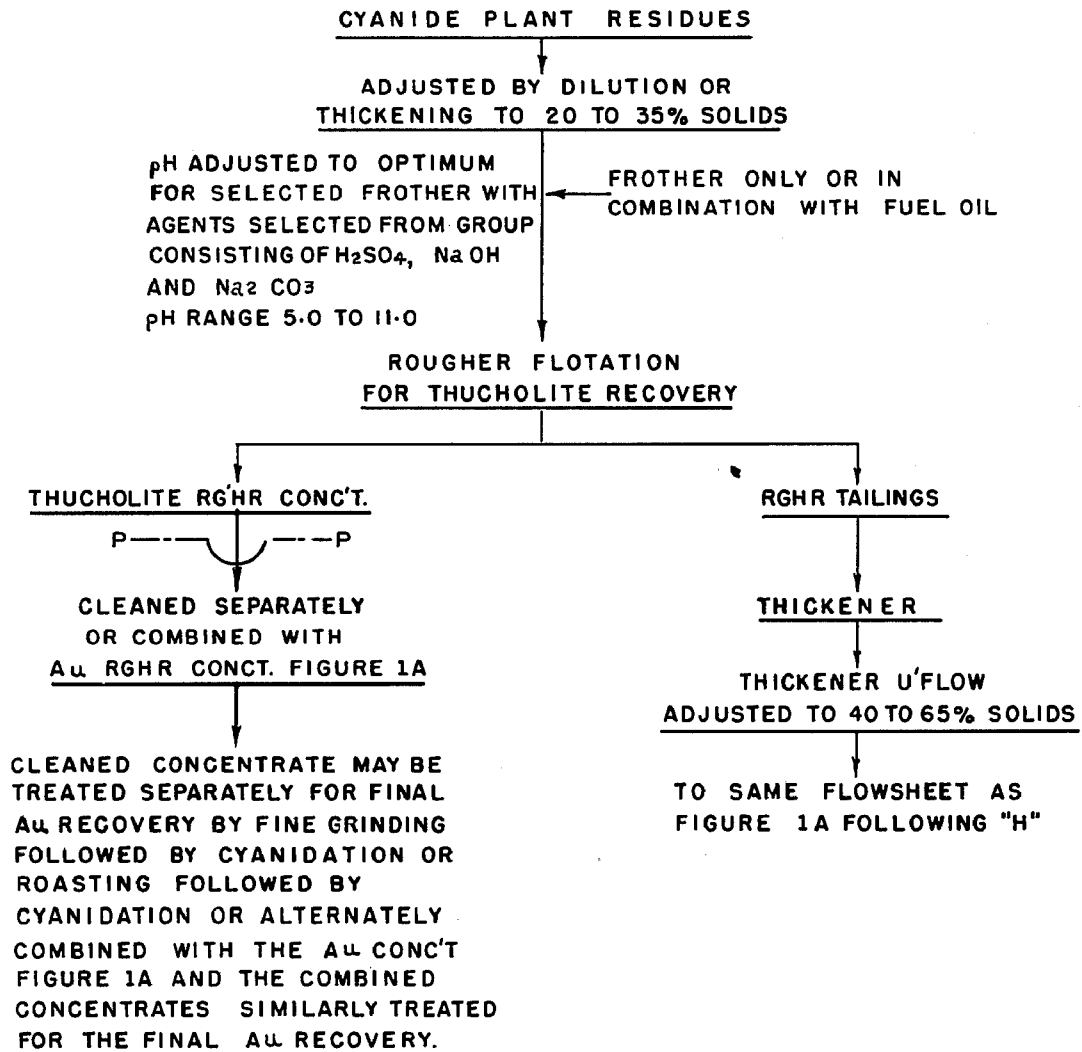 CYANIDE PLANT RESIDUES
ADJUSTED BY DILUTION OR
THICKENING TO 20 TO 35% SOLIDS
pH ADJUSTED TO OPTIMUM
FOR SELECTED FROTHER WITH
AGENTS SELECTED FROM GROUP
CONSISTING OF H2SO4, NaOH
AND Na2 CO3
pH RANGE 5.0 TO 11.0
FROTHER ONLY OR IN
COMBINATION WITH FUEL OIL
ROUGHER FLOTATION
FOR THUCHOLITE RECOVERY
THUCHOLITE RG'HR CONC'T.
P P
CLEANED SEPARATELY
OR COMBINED WITH
Au RGHR CONCT. FIGURE 1A
CLEANED CONCENTRATE MAY BE
TREATED SEPARATELY FOR FINAL
Au RECOVERY BY FINE GRINDING
FOLLOWED BY CYANIDATION OR
ROASTING FOLLOWED BY
CYANIDATION OR ALTERNATELY
COMBINED WITH THE Au CONC'T
FIGURE 1A AND THE COMBINED
CONCENTRATES SIMILARLY TREATED
FOR THE FINAL Au RECOVERY.
RGHR TAILINGS
THICKENER
THICKENER U'FLOW
ADJUSTED TO 40 TO 65% SOLIDS
TO SAME FLOWSHEET AS
FIGURE 1A FOLLOWING "H"